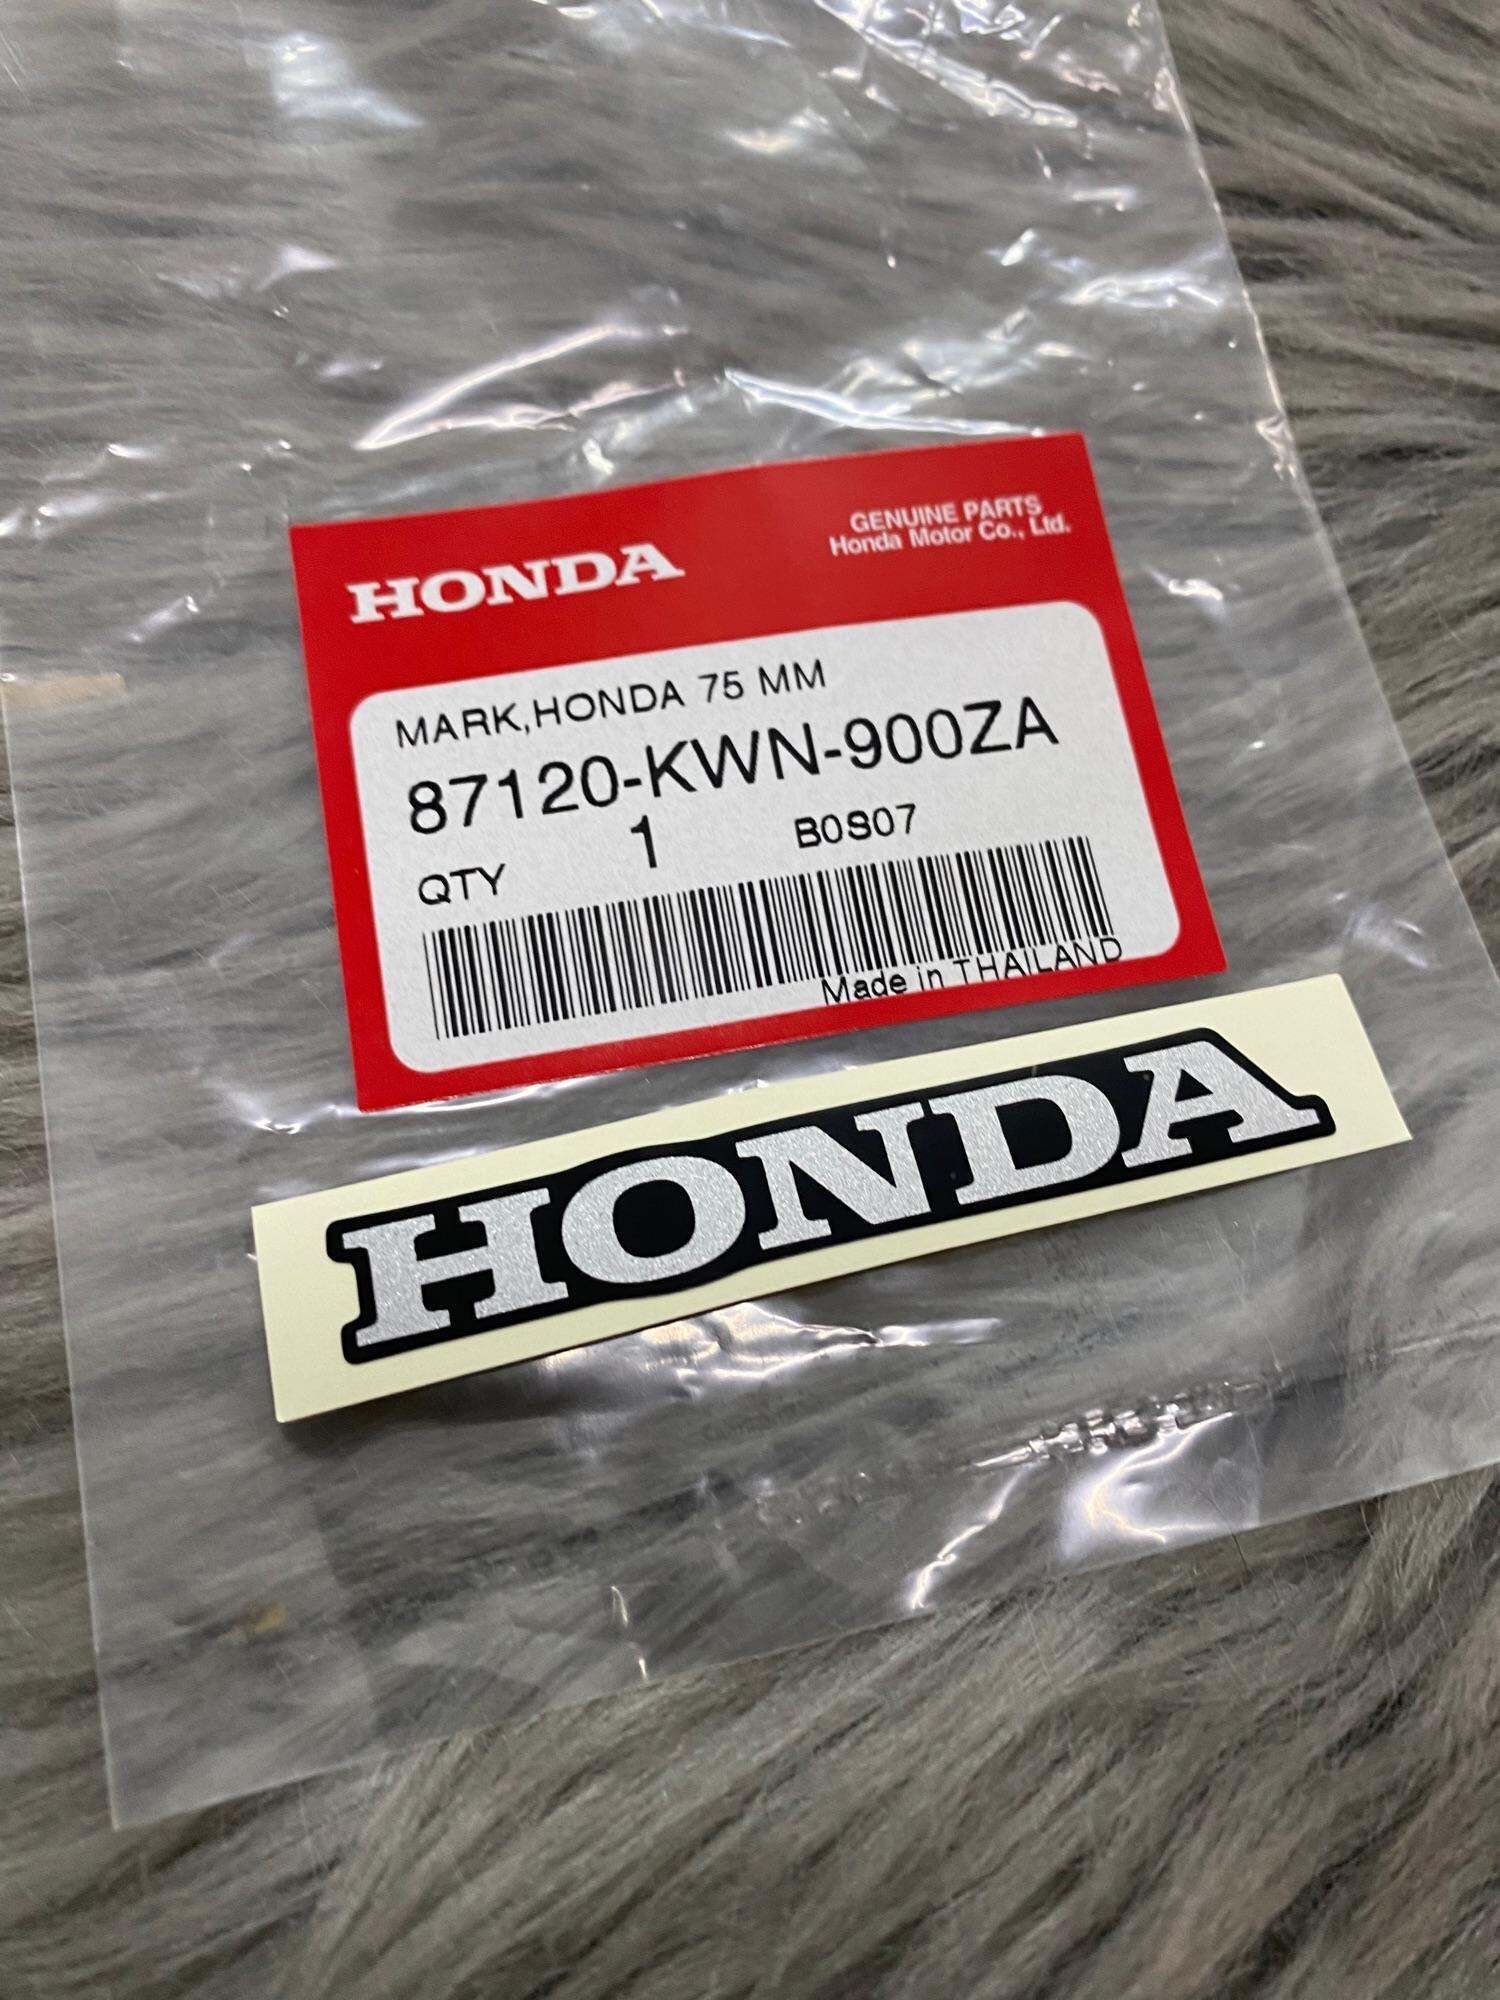 HONDA
GENUINE PARTS
Honda Motor Co., Ltd.
MARK,HONDA 75 MM
87120-KWN-900ZA
QTY 1 B0S07
Made in THAILAND
HONDA